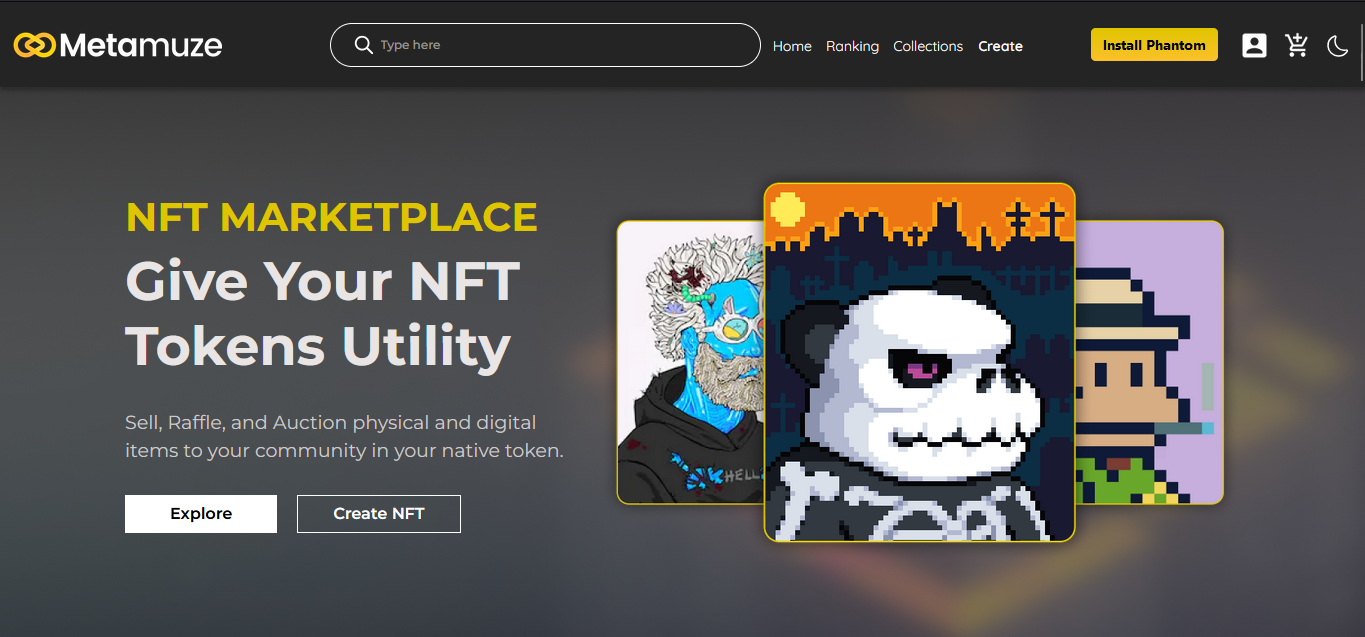 Metamuze
Type here
Home
Ranking
Collections
Create
Install Phantom
NFT MARKETPLACE
Give Your NFT
Tokens Utility
Sell, Raffle, and Auction physical and digital
items to your community in your native token.
Explore
Create NFT